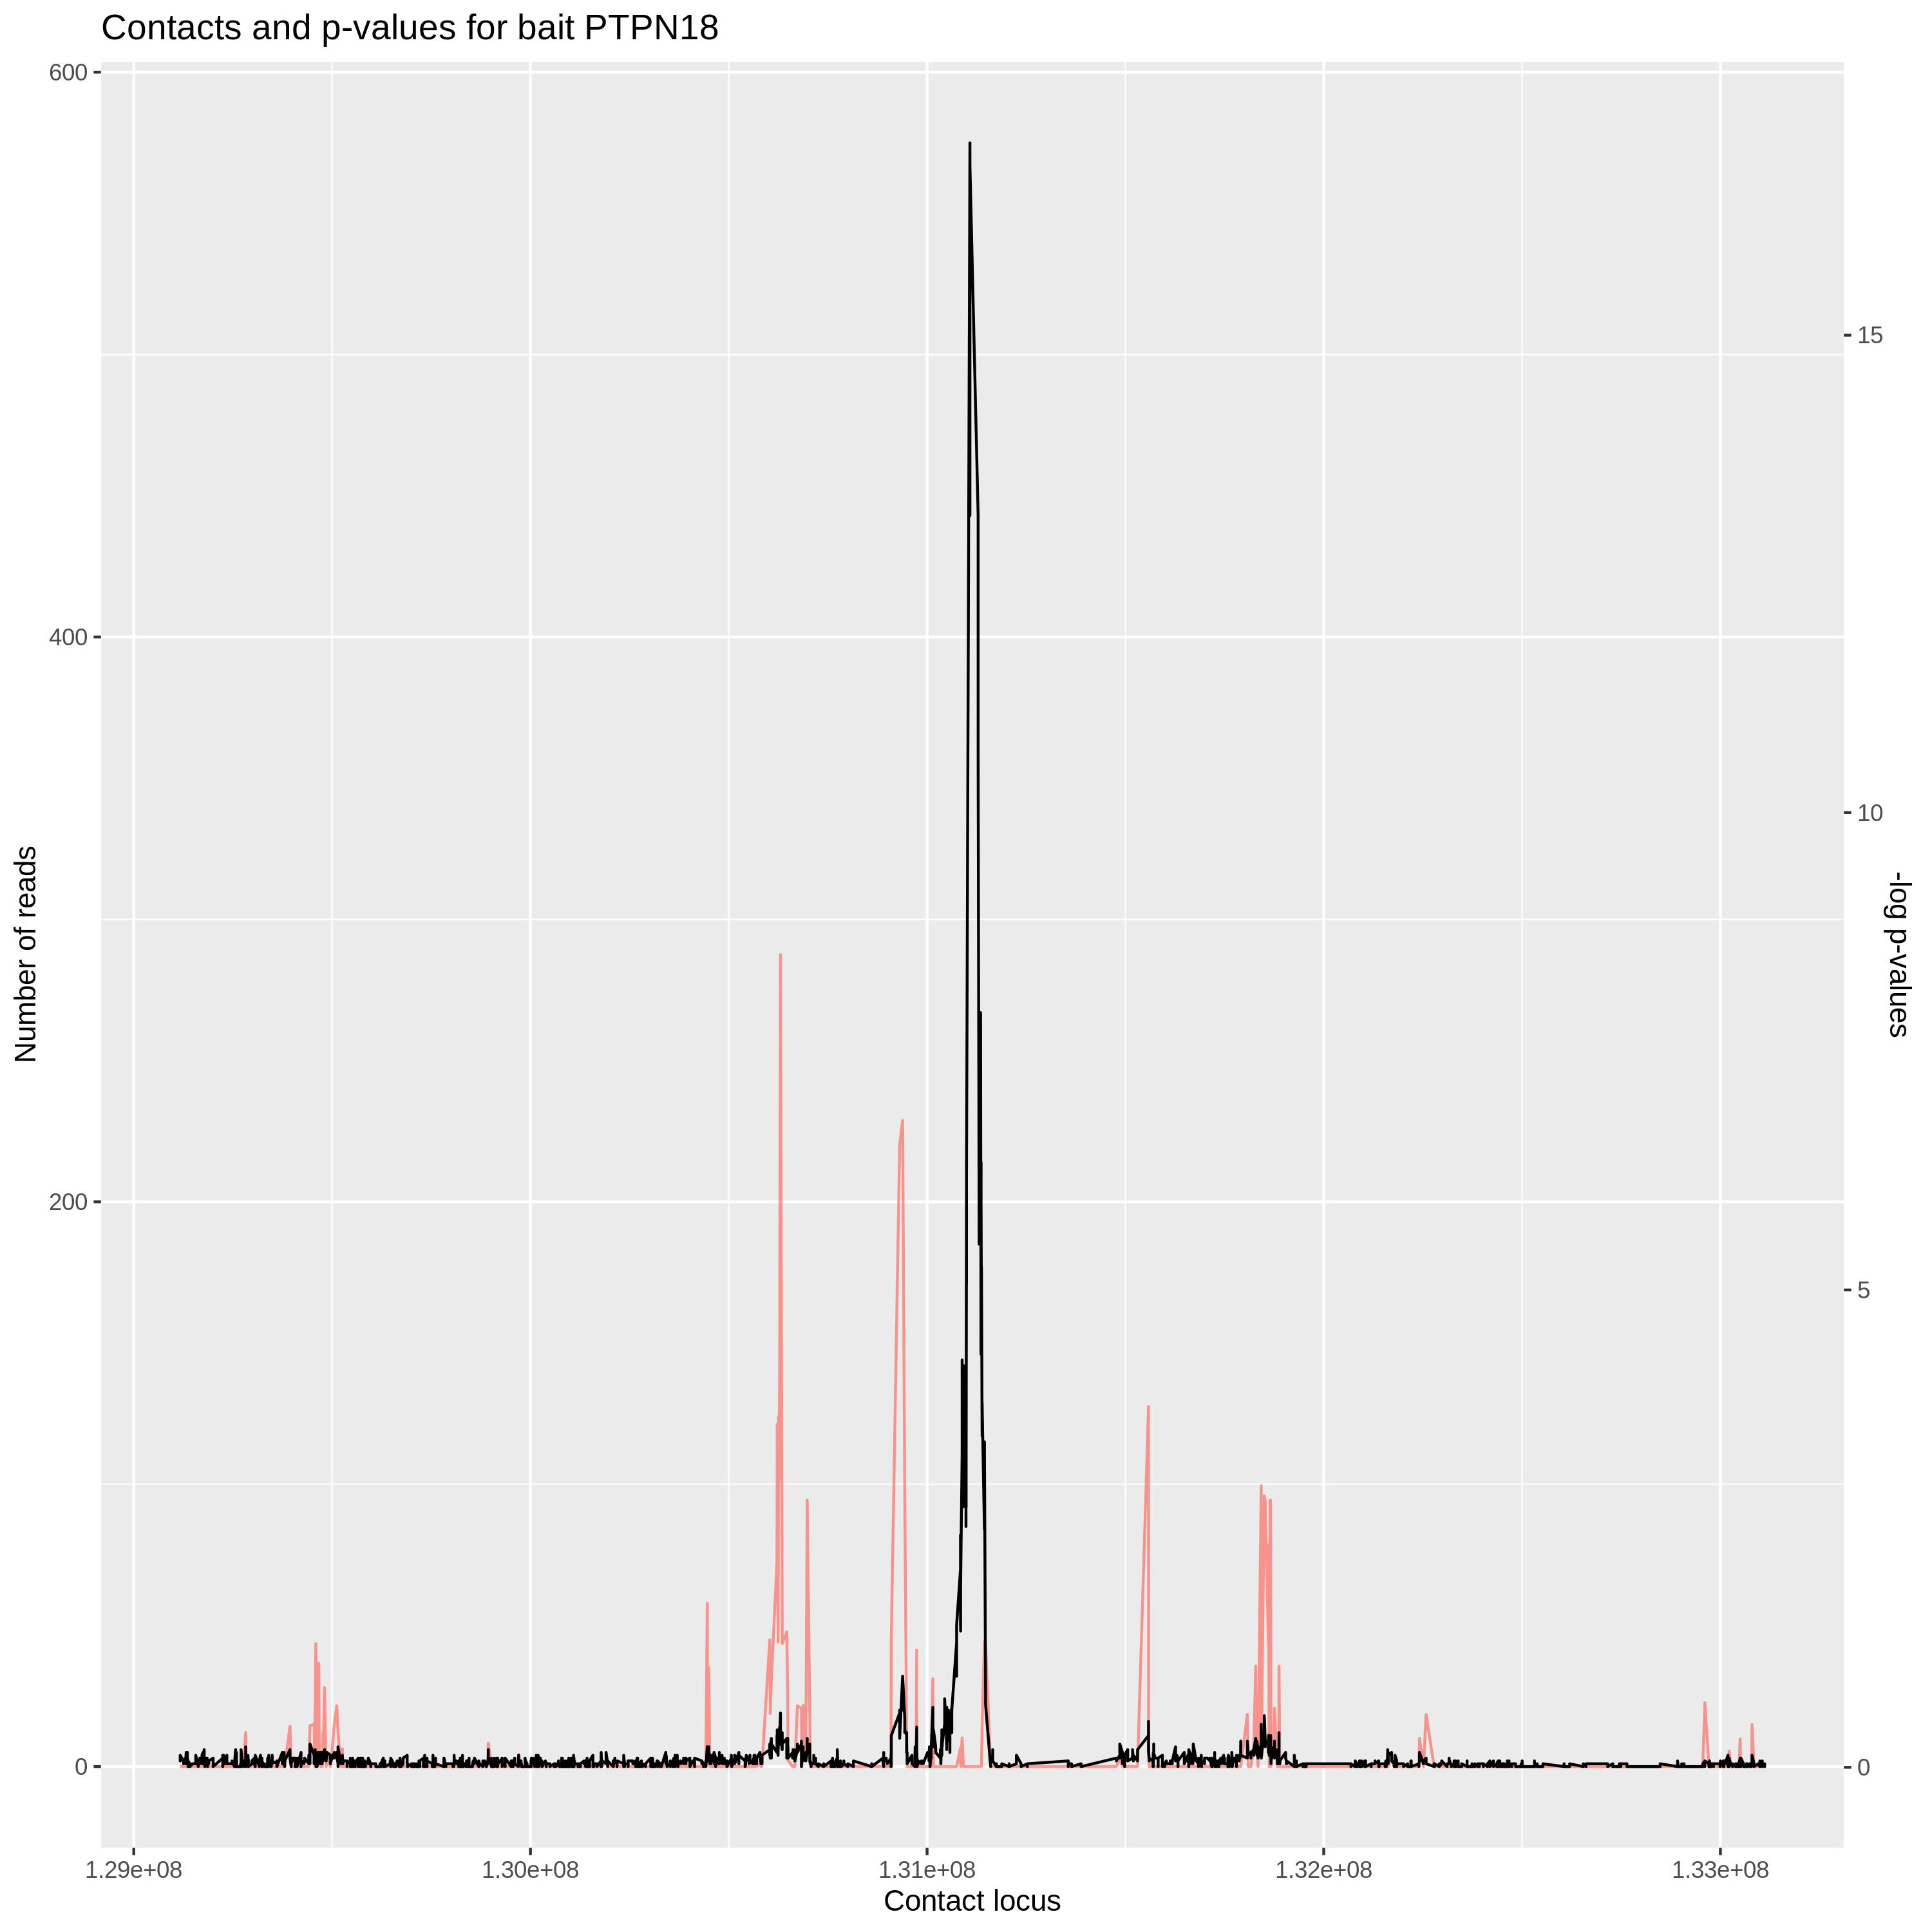 Contacts and p-values for bait PTPN18
600
400
200
0
15
10
5
0
Number of reads
-log p-values
1.29e+08 1.30e+08 1.31e+08 1.32e+08 1.33e+08
Contact locus